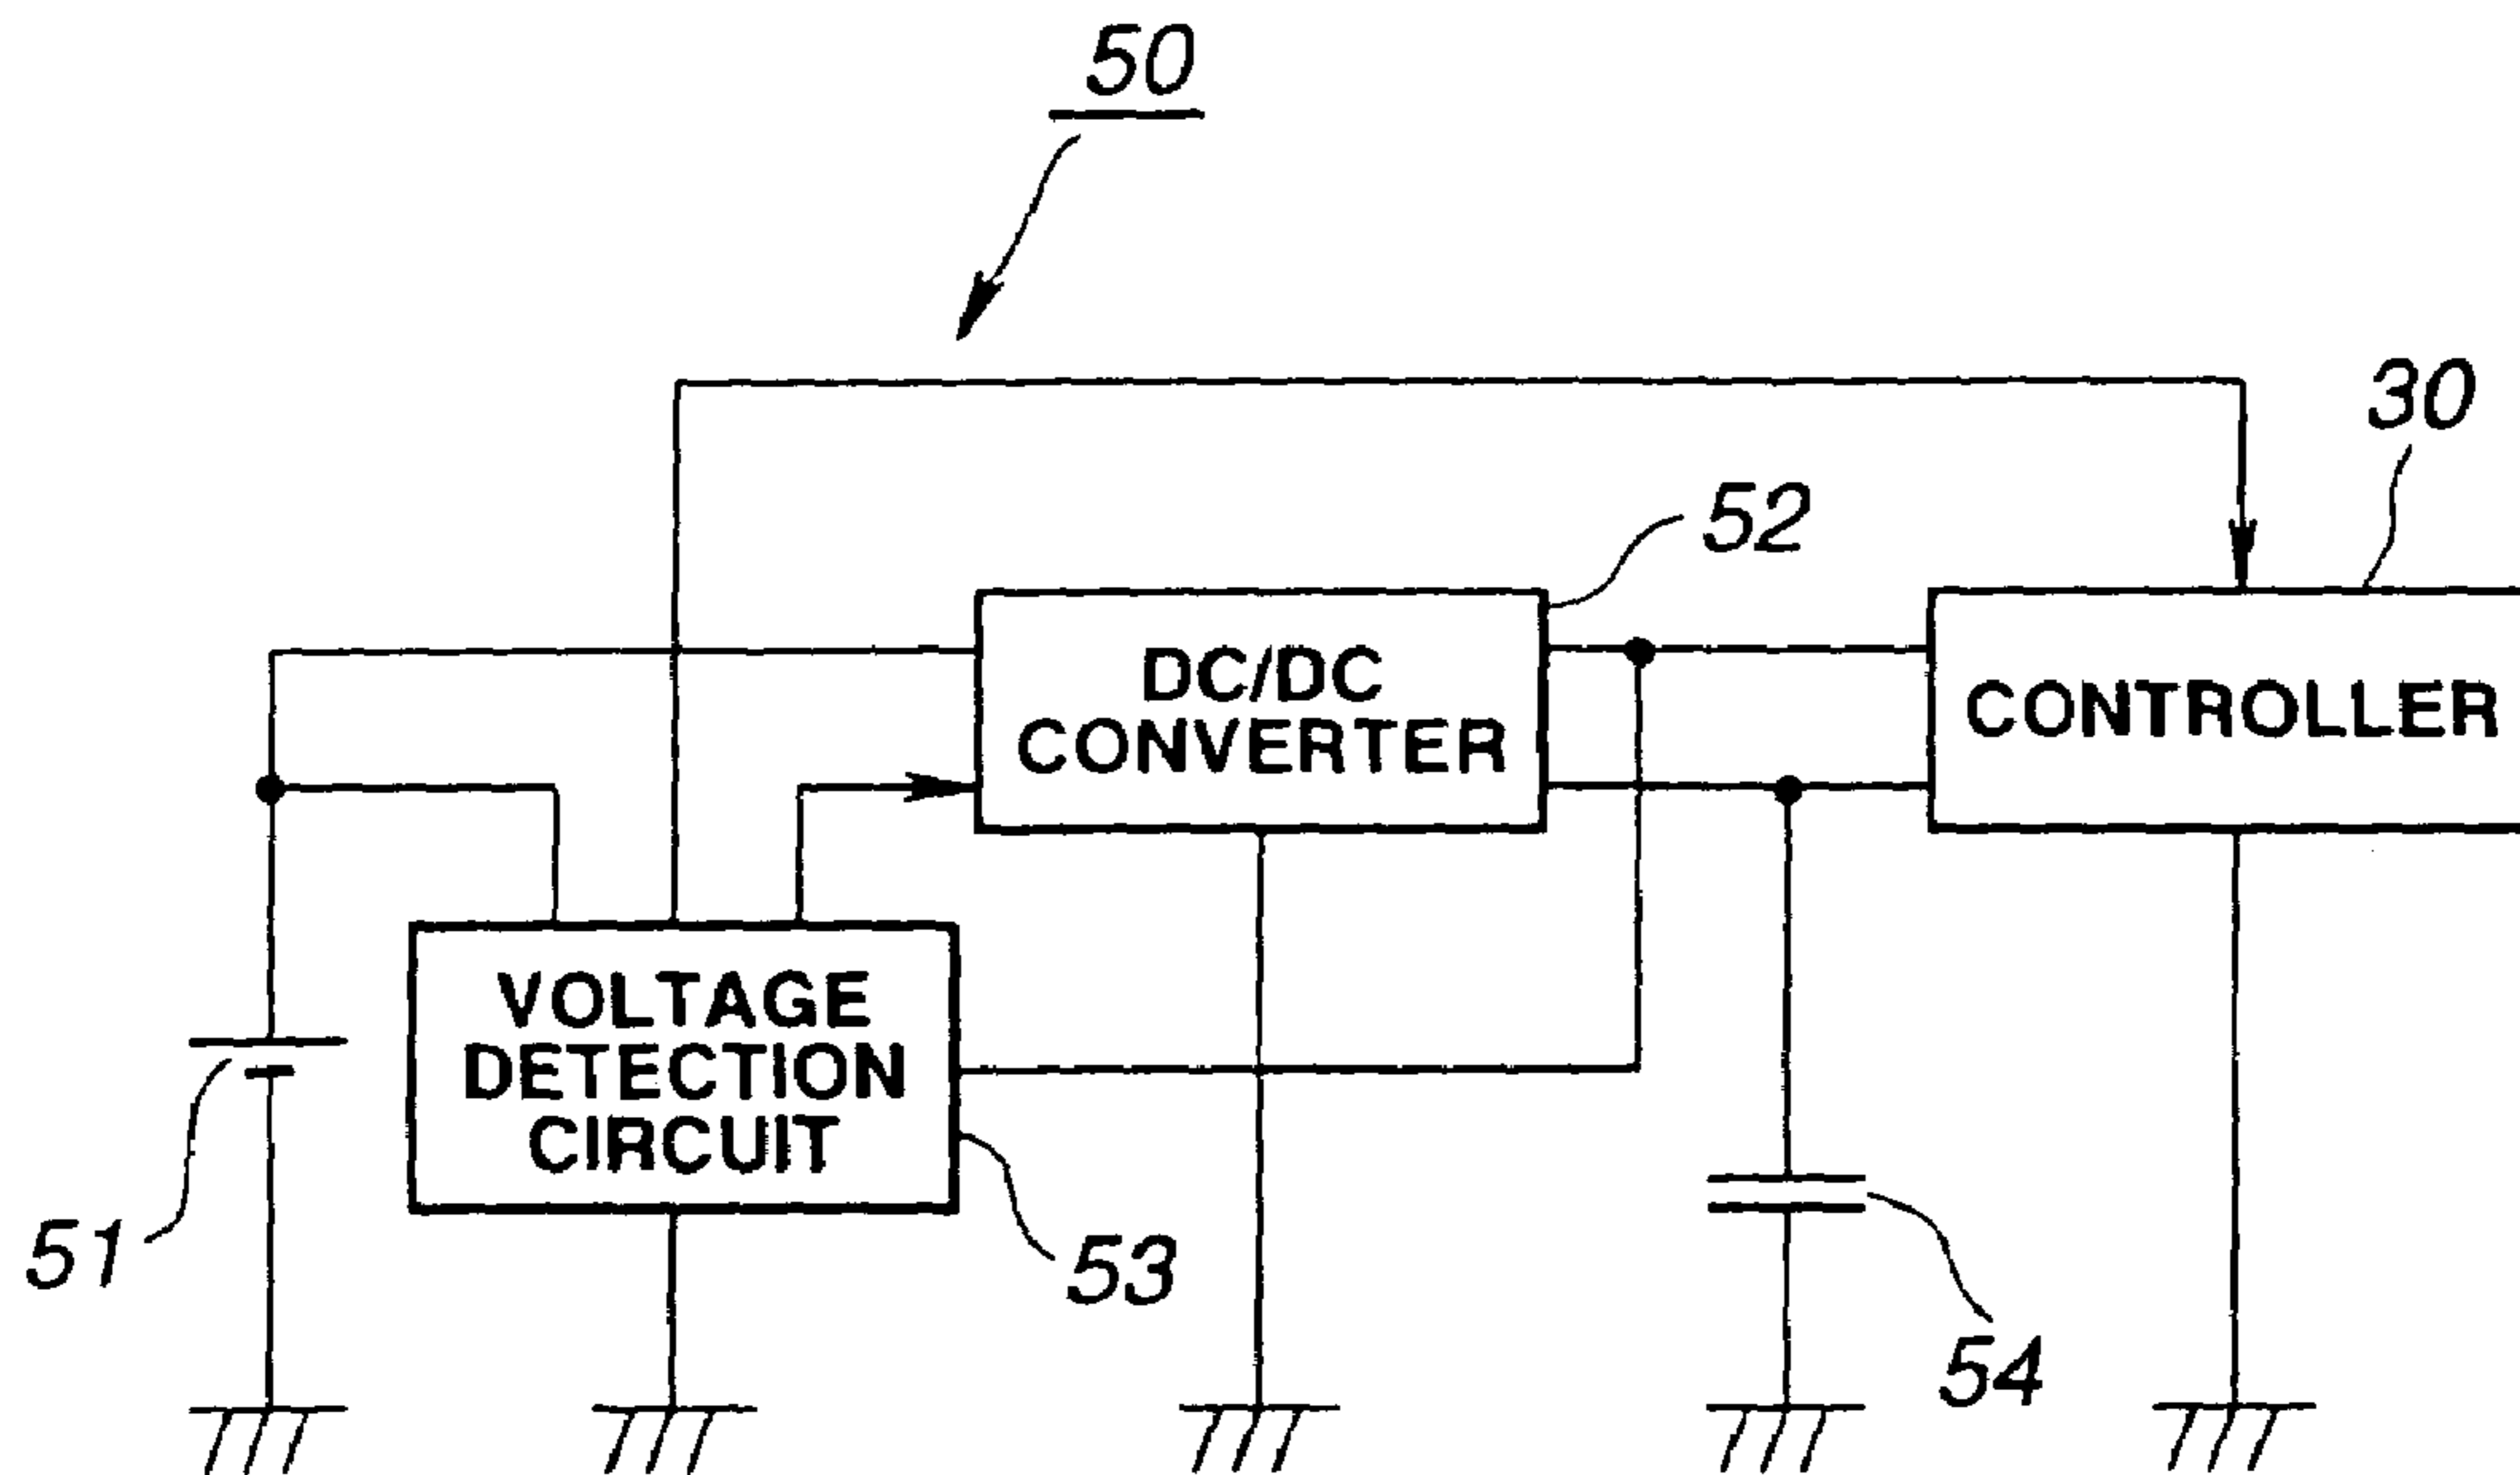 50
30
52
DC/DC
CONVERTER
CONTROLLER
VOLTAGE
DETECTION
CIRCUIT
51
53
54